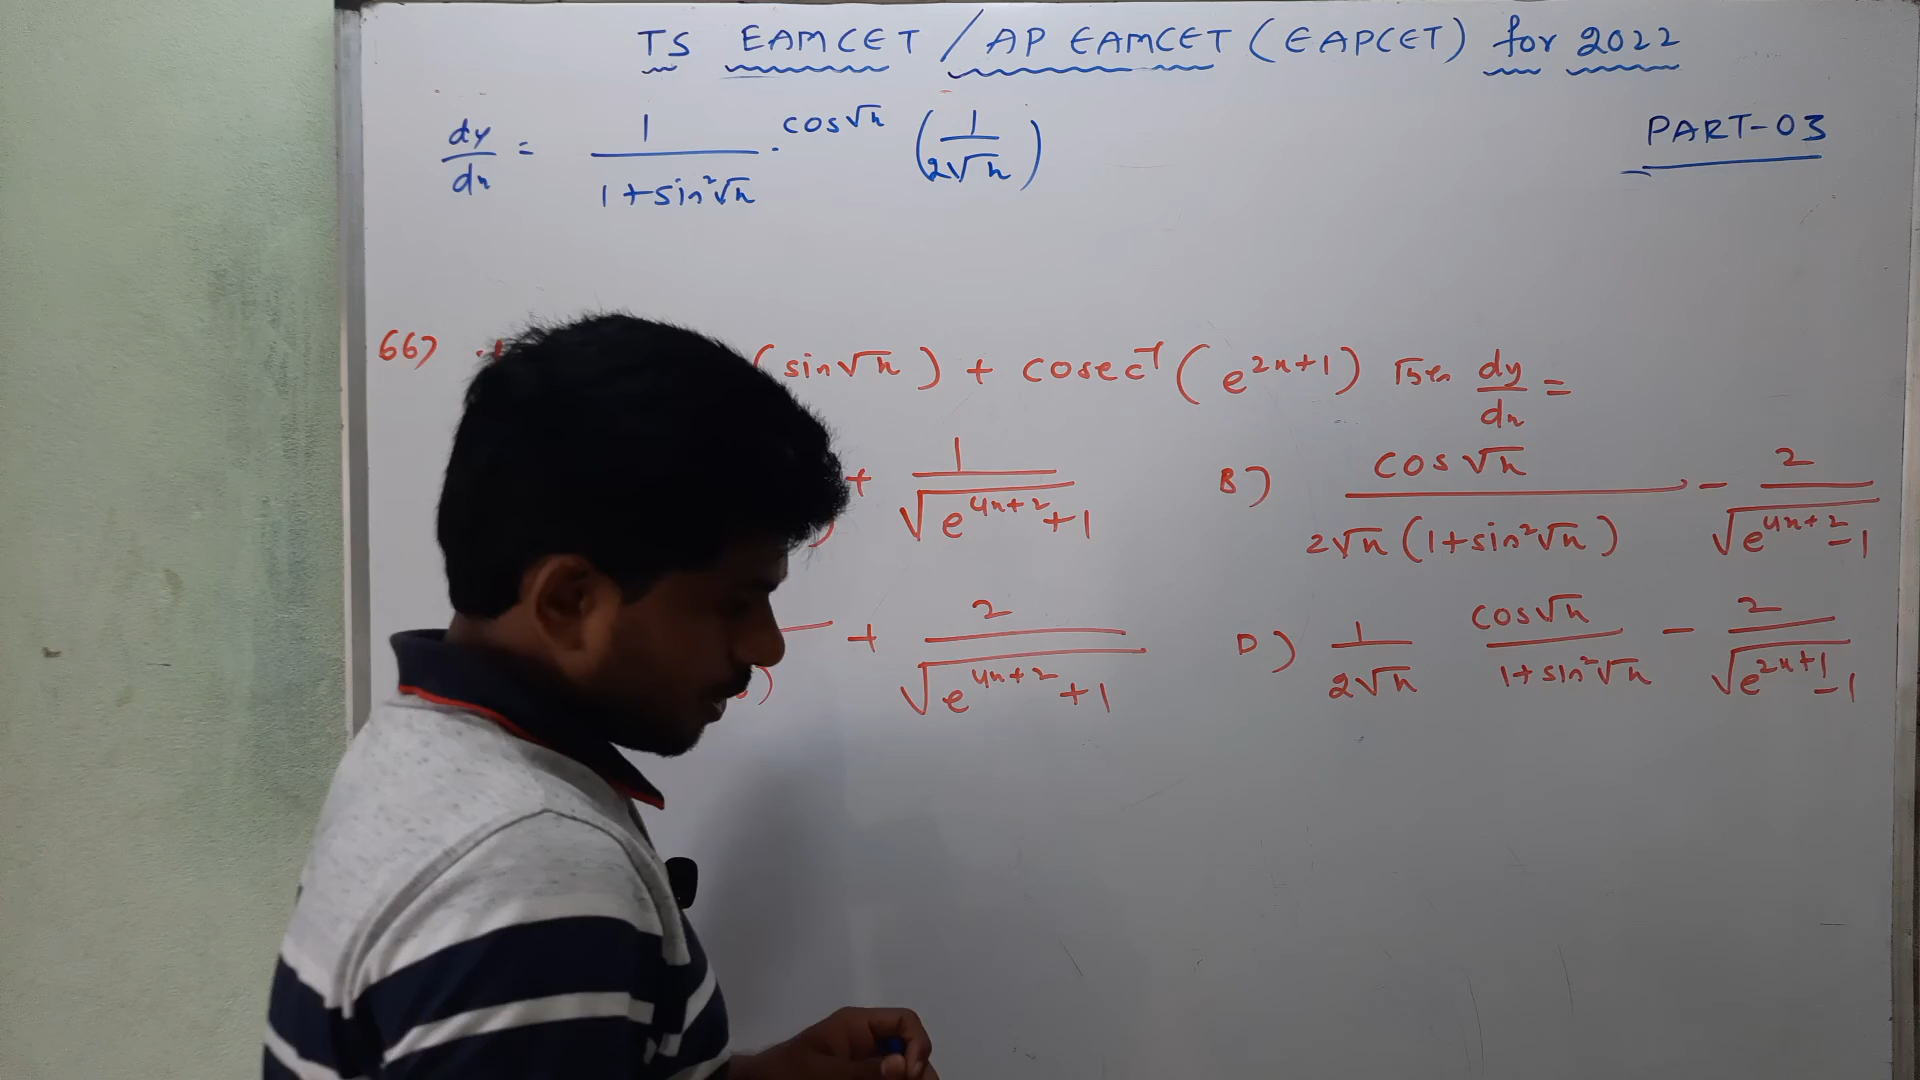 TS EAMCET / AP EAMCET (EAPCET) for 2022
PART-03
dy/dx = 1/(1+sin²√x) · cos√x (1/(2√x))
66) (sin√x) + cosec⁻¹(e^(2x+1)) then dy/dx =
+ 1/√(e^(4x+2)+1)
B) cos√x/(2√x(1+sin²√x)) - 2/√(e^(4x+2)-1)
+ 2/√(e^(4x+2)+1)
D) 1/(2√x) cos√x/(1+sin²√x) - 2/√(e^(2x+1)-1)